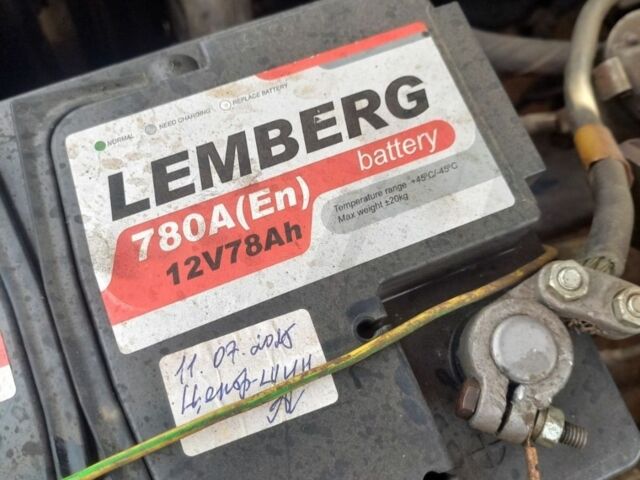 NORMAL NEED CHARGING REPLACE BATTERY
LEMBERG
battery
780A(En)
12V78Ah
Temperature range +45°C/-45°C
Max weight ±20kg
11.07.2025